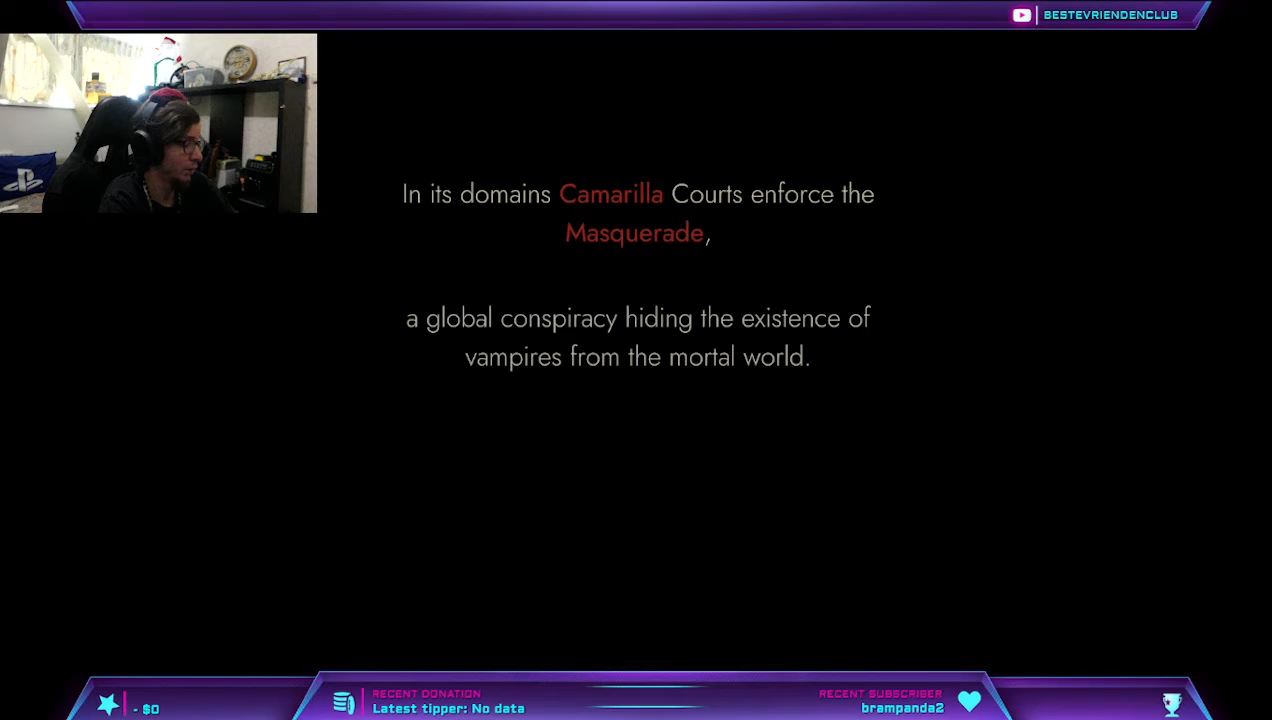 BESTEVRIENDENCLUB
In its domains Camarilla Courts enforce the
Masquerade,
a global conspiracy hiding the existence of
vampires from the mortal world.
- $0
RECENT DONATION
Latest tipper: No data
RECENT SUBSCRIBER
brampanda2